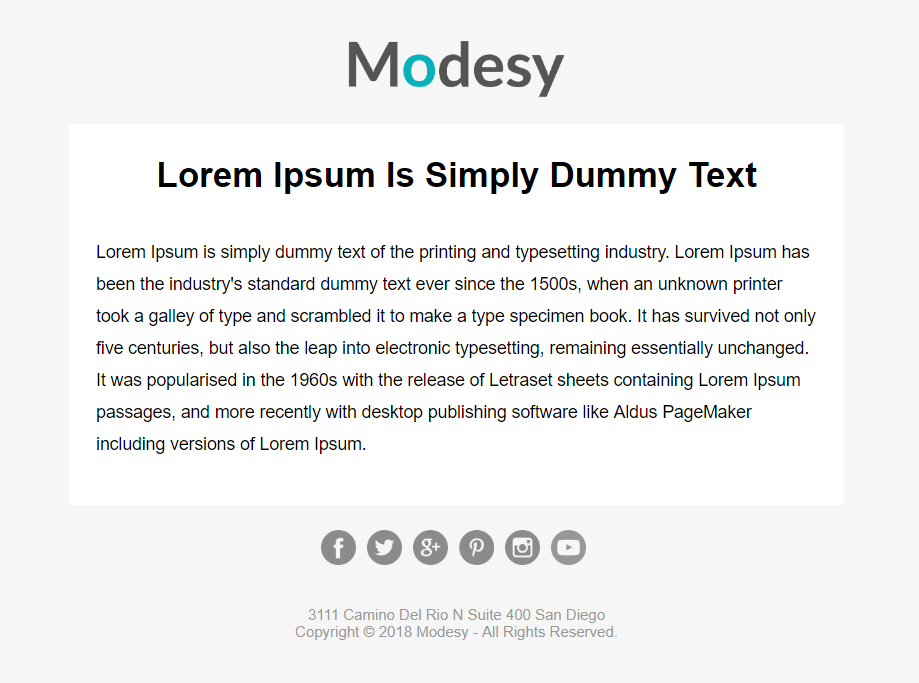 Modesy
Lorem Ipsum Is Simply Dummy Text
Lorem Ipsum is simply dummy text of the printing and typesetting industry. Lorem Ipsum has
been the industry's standard dummy text ever since the 1500s, when an unknown printer
took a galley of type and scrambled it to make a type specimen book. It has survived not only
five centuries, but also the leap into electronic typesetting, remaining essentially unchanged.
It was popularised in the 1960s with the release of Letraset sheets containing Lorem Ipsum
passages, and more recently with desktop publishing software like Aldus PageMaker
including versions of Lorem Ipsum.
3111 Camino Del Rio N Suite 400 San Diego
Copyright © 2018 Modesy - All Rights Reserved.